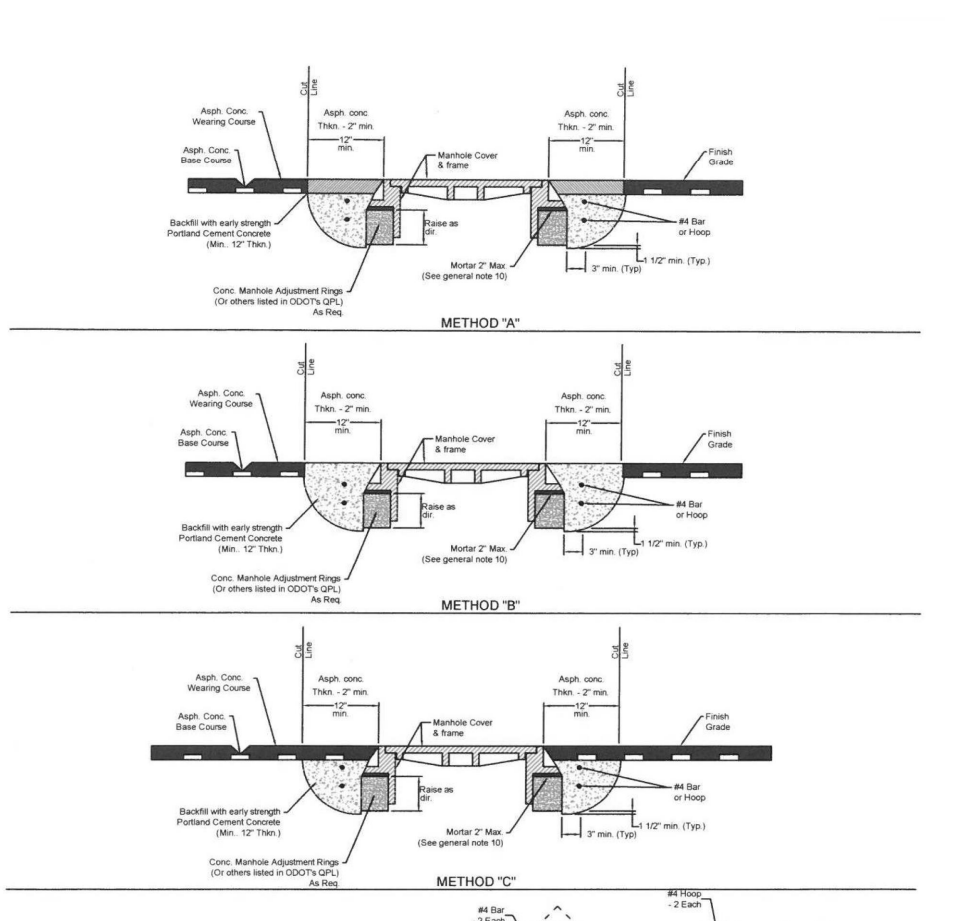 Cut
Line
Cut
Line
Asph. Conc.
Wearing Course
Asph. conc.
Thkn. - 2" min.
12"
min.
Asph. conc.
Thkn. - 2" min.
12"
min.
Asph. Conc.
Base Course
Manhole Cover
& frame
Finish
Grade
Backfill with early strength
Portland Cement Concrete
(Min.. 12" Thkn.)
Raise as
dir.
#4 Bar
or Hoop
Mortar 2" Max.
(See general note 10)
1 1/2" min. (Typ.)
3" min. (Typ)
Conc. Manhole Adjustment Rings
(Or others listed in ODOT's QPL)
As Req.
METHOD "A"
Cut
Line
Cut
Line
Asph. Conc.
Wearing Course
Asph. conc.
Thkn. - 2" min.
12"
min.
Asph. conc.
Thkn. - 2" min.
12"
min.
Asph. Conc.
Base Course
Manhole Cover
& frame
Finish
Grade
Backfill with early strength
Portland Cement Concrete
(Min.. 12" Thkn.)
Raise as
dir.
#4 Bar
or Hoop
Mortar 2" Max.
(See general note 10)
1 1/2" min. (Typ.)
3" min. (Typ)
Conc. Manhole Adjustment Rings
(Or others listed in ODOT's QPL)
As Req.
METHOD "B"
Cut
Line
Cut
Line
Asph. Conc.
Wearing Course
Asph. conc.
Thkn. - 2" min.
12"
min.
Asph. conc.
Thkn. - 2" min.
12"
min.
Asph. Conc.
Base Course
Manhole Cover
& frame
Finish
Grade
Backfill with early strength
Portland Cement Concrete
(Min.. 12" Thkn.)
Raise as
dir.
#4 Bar
or Hoop
Mortar 2" Max.
(See general note 10)
1 1/2" min. (Typ.)
3" min. (Typ)
Conc. Manhole Adjustment Rings
(Or others listed in ODOT's QPL)
As Req.
METHOD "C"
#4 Bar
2 Each
#4 Hoop
- 2 Each